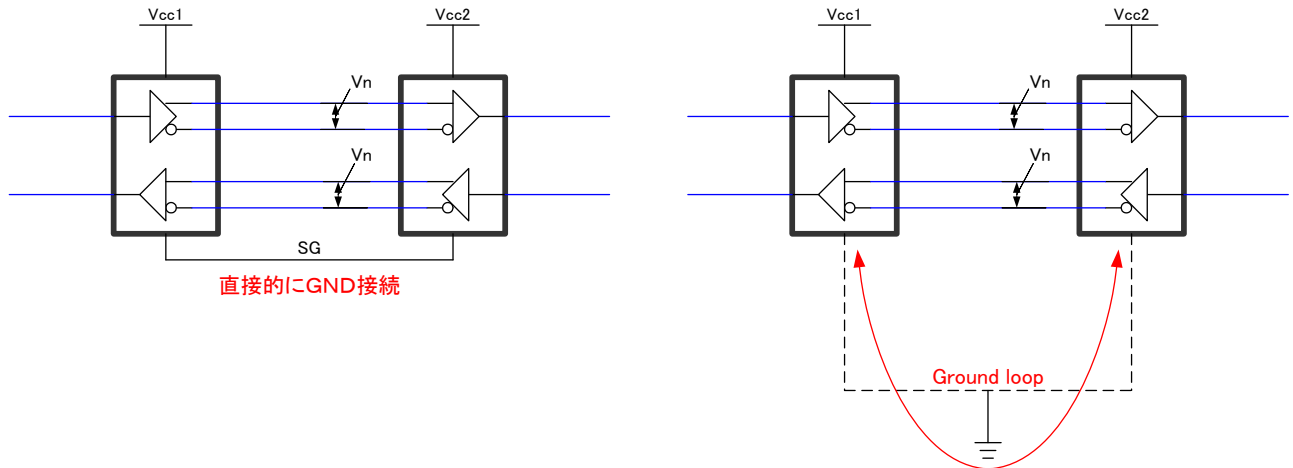 Vcc1
Vcc2
Vn
Vn
SG
直接的にGND接続
Vcc1
Vcc2
Vn
Vn
Ground loop